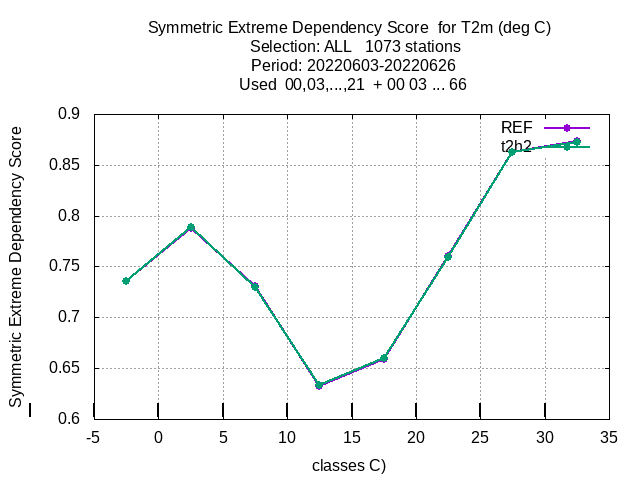 Symmetric Extreme Dependency Score  for T2m (deg C)
Selection: ALL   1073 stations
Period: 20220603-20220626
Used  00,03,...,21  + 00 03 ... 66
REF
t2h2
0.9
0.85
0.8
0.75
0.7
0.65
0.6
Symmetric Extreme Dependency Score
-5 0 5 10 15 20 25 30 35
classes C)